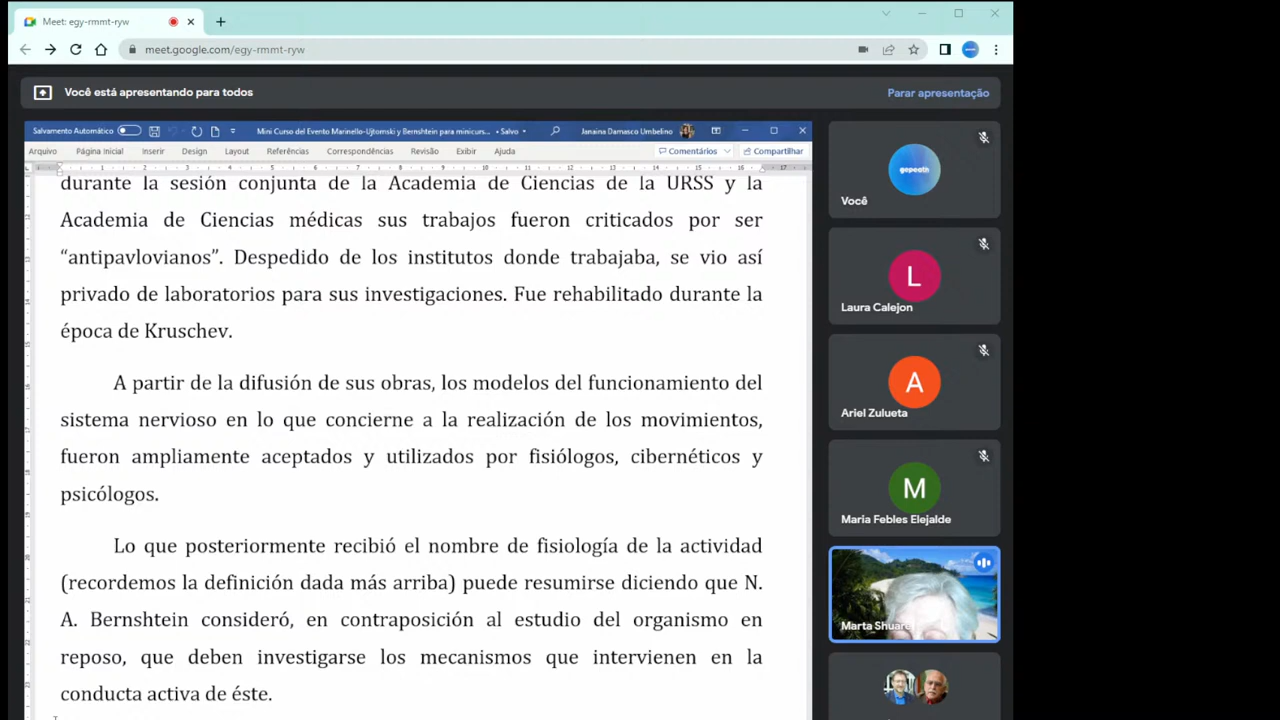 Meet: egy-rmmt-ryw
meet.google.com/egy-rmmt-ryw
Você está apresentando para todos
Parar apresentação
Salvamento Automático
Mini Curso del Evento Marinello-Ujtomski y Bernshtein para minicurs... • Salvo
Janaina Damasco Umbelino
Arquivo Página Inicial Inserir Design Layout Referências Correspondências Revisão Exibir Ajuda
Comentários
Compartilhar
durante la sesión conjunta de la Academia de Ciencias de la URSS y la
Academia de Ciencias médicas sus trabajos fueron criticados por ser
“antipavlovianos”. Despedido de los institutos donde trabajaba, se vio así
privado de laboratorios para sus investigaciones. Fue rehabilitado durante la
época de Kruschev.
A partir de la difusión de sus obras, los modelos del funcionamiento del
sistema nervioso en lo que concierne a la realización de los movimientos,
fueron ampliamente aceptados y utilizados por fisiólogos, cibernéticos y
psicólogos.
Lo que posteriormente recibió el nombre de fisiología de la actividad
(recordemos la definición dada más arriba) puede resumirse diciendo que N.
A. Bernshtein consideró, en contraposición al estudio del organismo en
reposo, que deben investigarse los mecanismos que intervienen en la
conducta activa de éste.
gepeath
Você
L
Laura Calejon
A
Ariel Zulueta
M
Maria Febles Elejalde
Marta Shuare